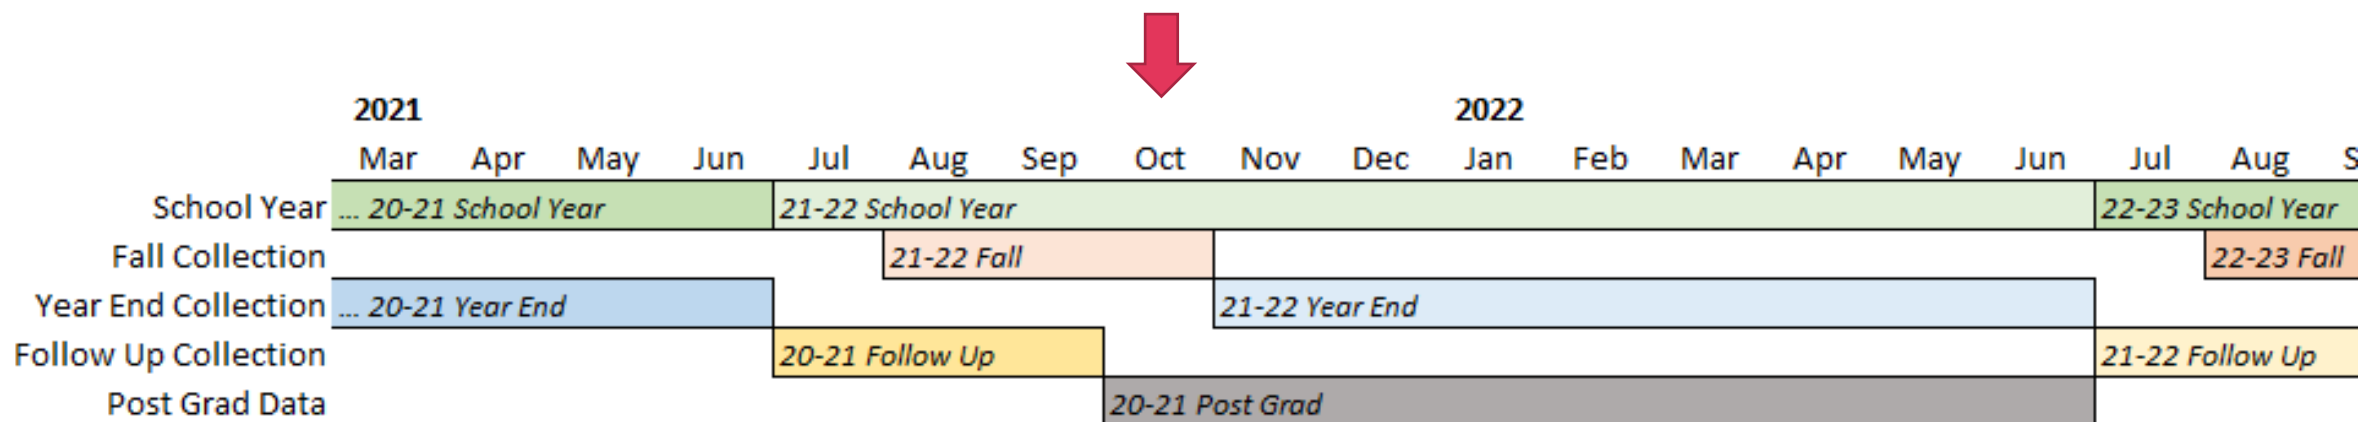 2021 2022
Mar Apr May Jun Jul Aug Sep Oct Nov Dec Jan Feb Mar Apr May Jun Jul Aug S
School Year ... 20-21 School Year 21-22 School Year 22-23 School Year
Fall Collection 21-22 Fall 22-23 Fall
Year End Collection ... 20-21 Year End 21-22 Year End
Follow Up Collection 20-21 Follow Up 21-22 Follow Up
Post Grad Data 20-21 Post Grad